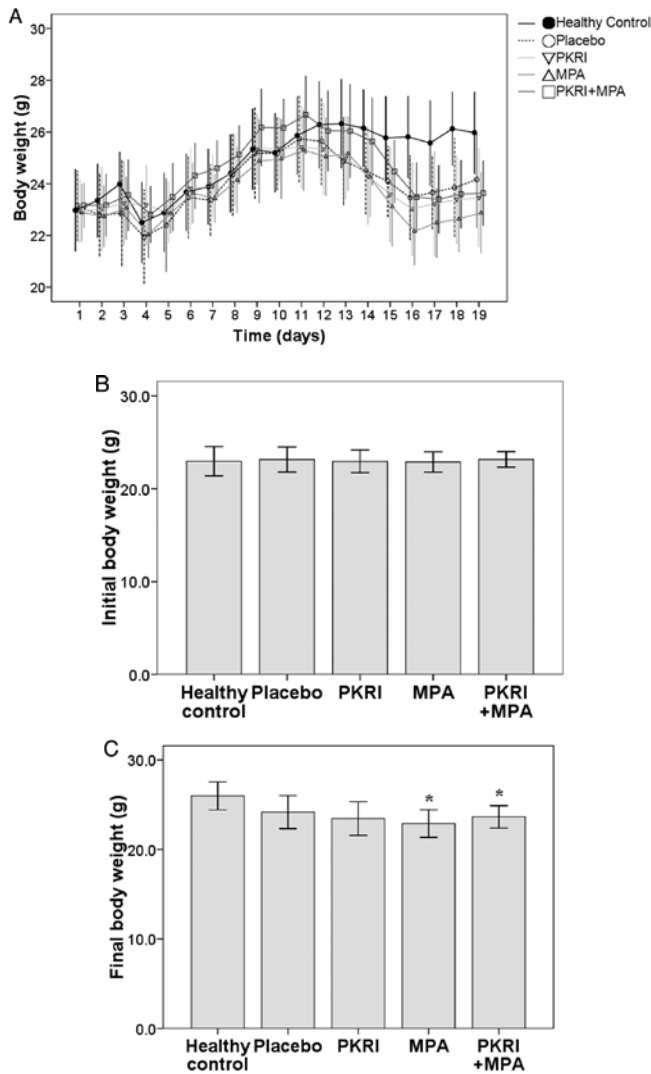 A
Healthy Control
Placebo
PKRI
MPA
PKRI+MPA
Body weight (g)
30
28
26
24
22
20
1 2 3 4 5 6 7 8 9 10 11 12 13 14 15 16 17 18 19
Time (days)
B
Initial body weight (g)
30.0
20.0
10.0
0.0
Healthy control Placebo PKRI MPA PKRI +MPA
C
Final body weight (g)
30.0
20.0
10.0
0.0
* *
Healthy control Placebo PKRI MPA PKRI +MPA